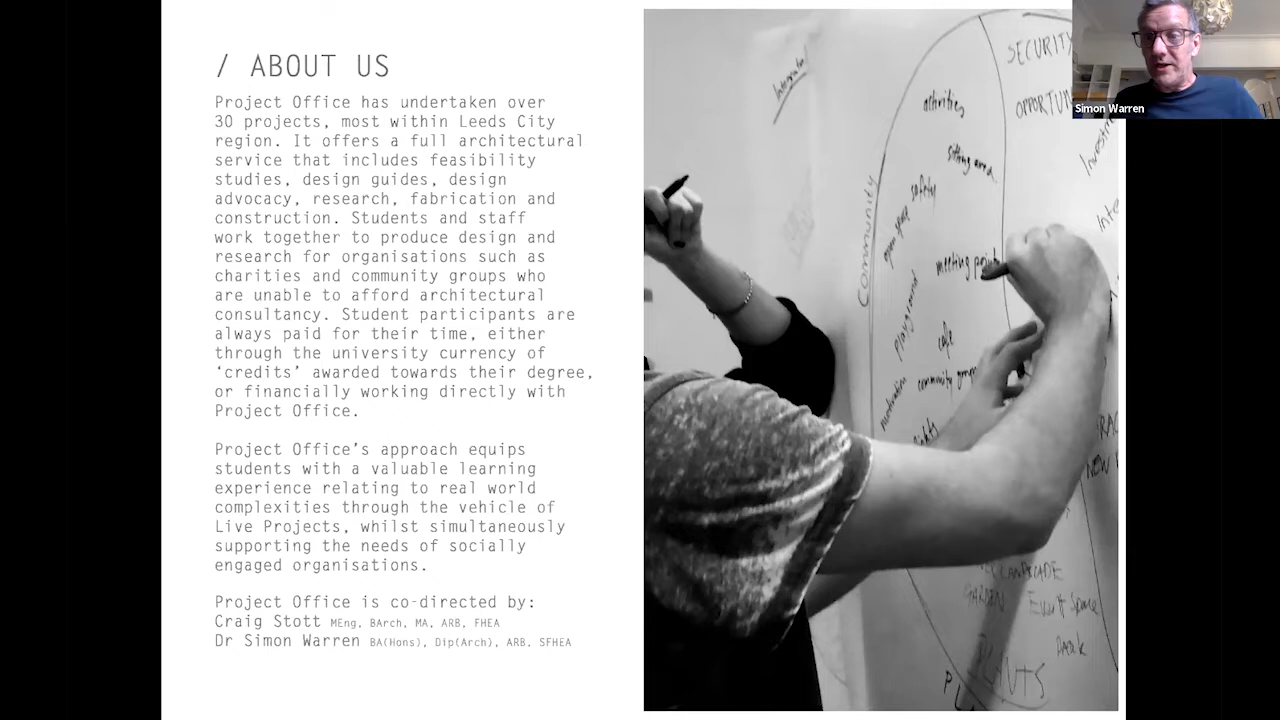 / ABOUT US
Project Office has undertaken over
30 projects, most within Leeds City
region. It offers a full architectural
service that includes feasibility
studies, design guides, design
advocacy, research, fabrication and
construction. Students and staff
work together to produce design and
research for organisations such as
charities and community groups who
are unable to afford architectural
consultancy. Student participants are
always paid for their time, either
through the university currency of
‘credits’ awarded towards their degree,
or financially working directly with
Project Office.
Project Office’s approach equips
students with a valuable learning
experience relating to real world
complexities through the vehicle of
Live Projects, whilst simultaneously
supporting the needs of socially
engaged organisations.
Project Office is co-directed by:
Craig Stott MEng, BArch, MA, ARB, FHEA
Dr Simon Warren BA(Hons), Dip(Arch), ARB, SFHEA
SECURITY
activities
sitting area
safety
open space
Community
meeting point
playground
cafe
community
GARDEN
Event Space
Simon Warren